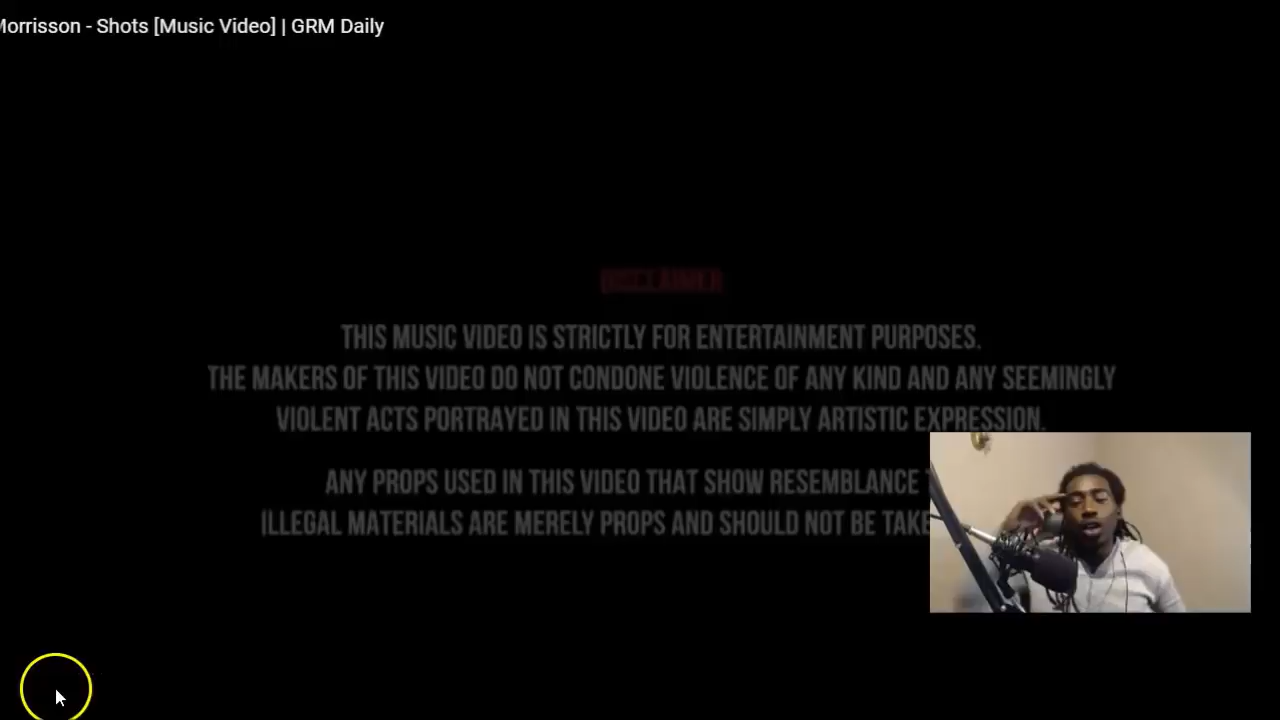 Morrisson - Shots [Music Video] | GRM Daily
DISCLAIMER
THIS MUSIC VIDEO IS STRICTLY FOR ENTERTAINMENT PURPOSES.
THE MAKERS OF THIS VIDEO DO NOT CONDONE VIOLENCE OF ANY KIND AND ANY SEEMINGLY
VIOLENT ACTS PORTRAYED IN THIS VIDEO ARE SIMPLY ARTISTIC EXPRESSION.
ANY PROPS USED IN THIS VIDEO THAT SHOW RESEMBLANCE
ILLEGAL MATERIALS ARE MERELY PROPS AND SHOULD NOT BE TAKE